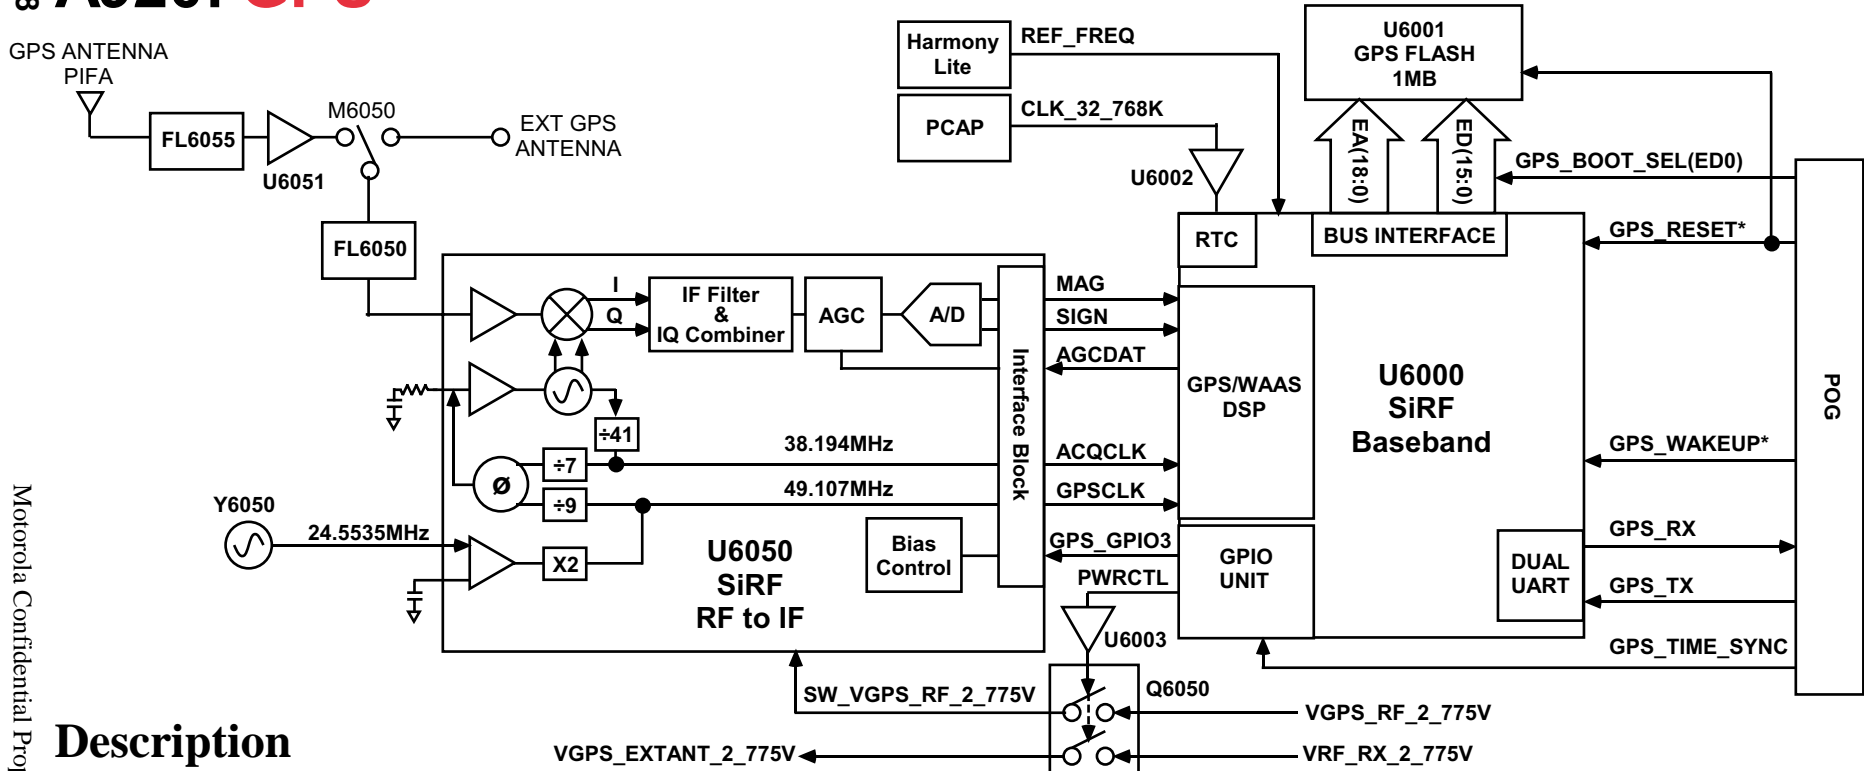 GPS ANTENNA
PIFA
FL6055
U6051
M6050
EXT GPS
ANTENNA
FL6050
Harmony
Lite
REF_FREQ
PCAP
CLK_32_768K
U6002
U6001
GPS FLASH
1MB
EA(18:0)
ED(15:0)
GPS_BOOT_SEL(ED0)
RTC
BUS INTERFACE
GPS_RESET*
I
Q
IF Filter
&
IQ Combiner
AGC
A/D
Interface Block
MAG
SIGN
AGCDAT
GPS/WAAS
DSP
U6000
SiRF
Baseband
POG
÷41
÷7
ø
÷9
38.194MHz
49.107MHz
ACQCLK
GPSCLK
GPS_WAKEUP*
Y6050
24.5535MHz
X2
U6050
SiRF
RF to IF
Bias
Control
GPS_GPIO3
PWRCTL
GPIO
UNIT
DUAL
UART
GPS_RX
GPS_TX
GPS_TIME_SYNC
U6003
Q6050
SW_VGPS_RF_2_775V
VGPS_RF_2_775V
VGPS_EXTANT_2_775V
VRF_RX_2_775V
Motorola Confidential
Description